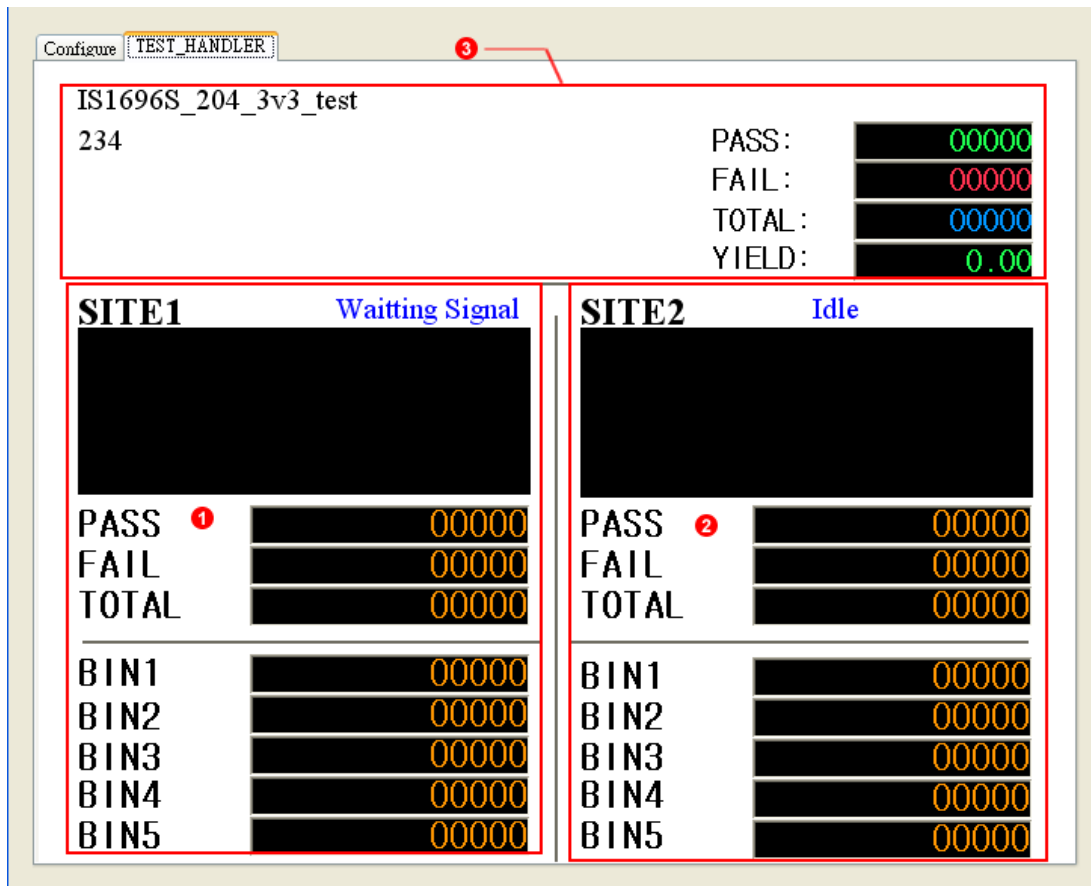 Configure TEST_HANDLER
3
IS1696S_204_3v3_test
234
PASS: 00000
FAIL: 00000
TOTAL: 00000
YIELD: 0.00
SITE1 Waitting Signal
PASS 1 00000
FAIL 00000
TOTAL 00000
BIN1 00000
BIN2 00000
BIN3 00000
BIN4 00000
BIN5 00000
SITE2 Idle
PASS 2 00000
FAIL 00000
TOTAL 00000
BIN1 00000
BIN2 00000
BIN3 00000
BIN4 00000
BIN5 00000